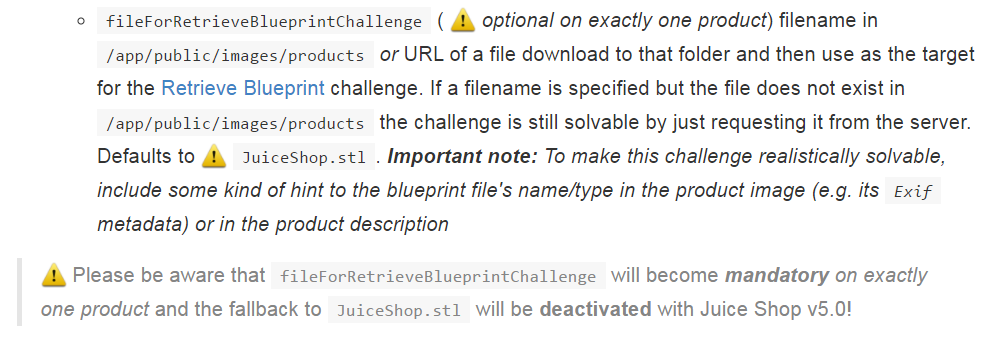 fileForRetrieveBlueprintChallenge ( ⚠ optional on exactly one product) filename in
/app/public/images/products or URL of a file download to that folder and then use as the target
for the Retrieve Blueprint challenge. If a filename is specified but the file does not exist in
/app/public/images/products the challenge is still solvable by just requesting it from the server.
Defaults to ⚠ JuiceShop.stl. Important note: To make this challenge realistically solvable,
include some kind of hint to the blueprint file's name/type in the product image (e.g. its Exif
metadata) or in the product description
⚠ Please be aware that fileForRetrieveBlueprintChallenge will become mandatory on exactly
one product and the fallback to JuiceShop.stl will be deactivated with Juice Shop v5.0!